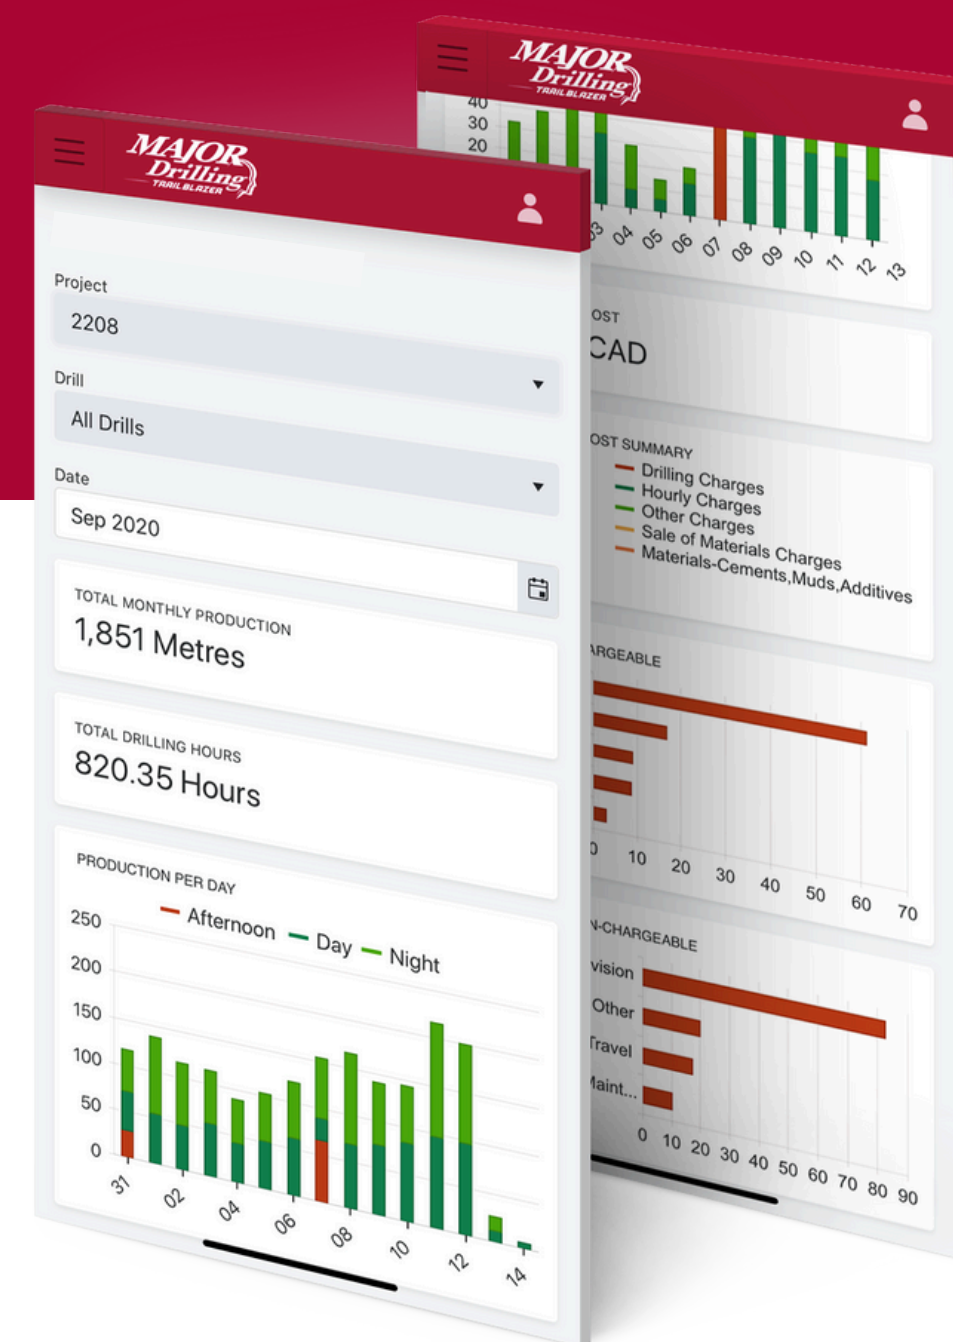 MAJOR
Drilling
TRAILBLAZER
Project
2208
Drill
All Drills
Date
Sep 2020
TOTAL MONTHLY PRODUCTION
1,851 Metres
TOTAL DRILLING HOURS
820.35 Hours
PRODUCTION PER DAY
Afternoon Day Night
250
200
150
100
50
0
31 02 04 06 08 10 12 14
MAJOR
Drilling
TRAILBLAZER
40
30
20
03 04 05 06 07 08 09 10 11 12 13
OST
CAD
OST SUMMARY
Drilling Charges
Hourly Charges
Other Charges
Sale of Materials Charges
Materials-Cements,Muds,Additives
ARGEABLE
0 10 20 30 40 50 60 70
N-CHARGEABLE
vision
Other
Travel
Maint...
0 10 20 30 40 50 60 70 80 90